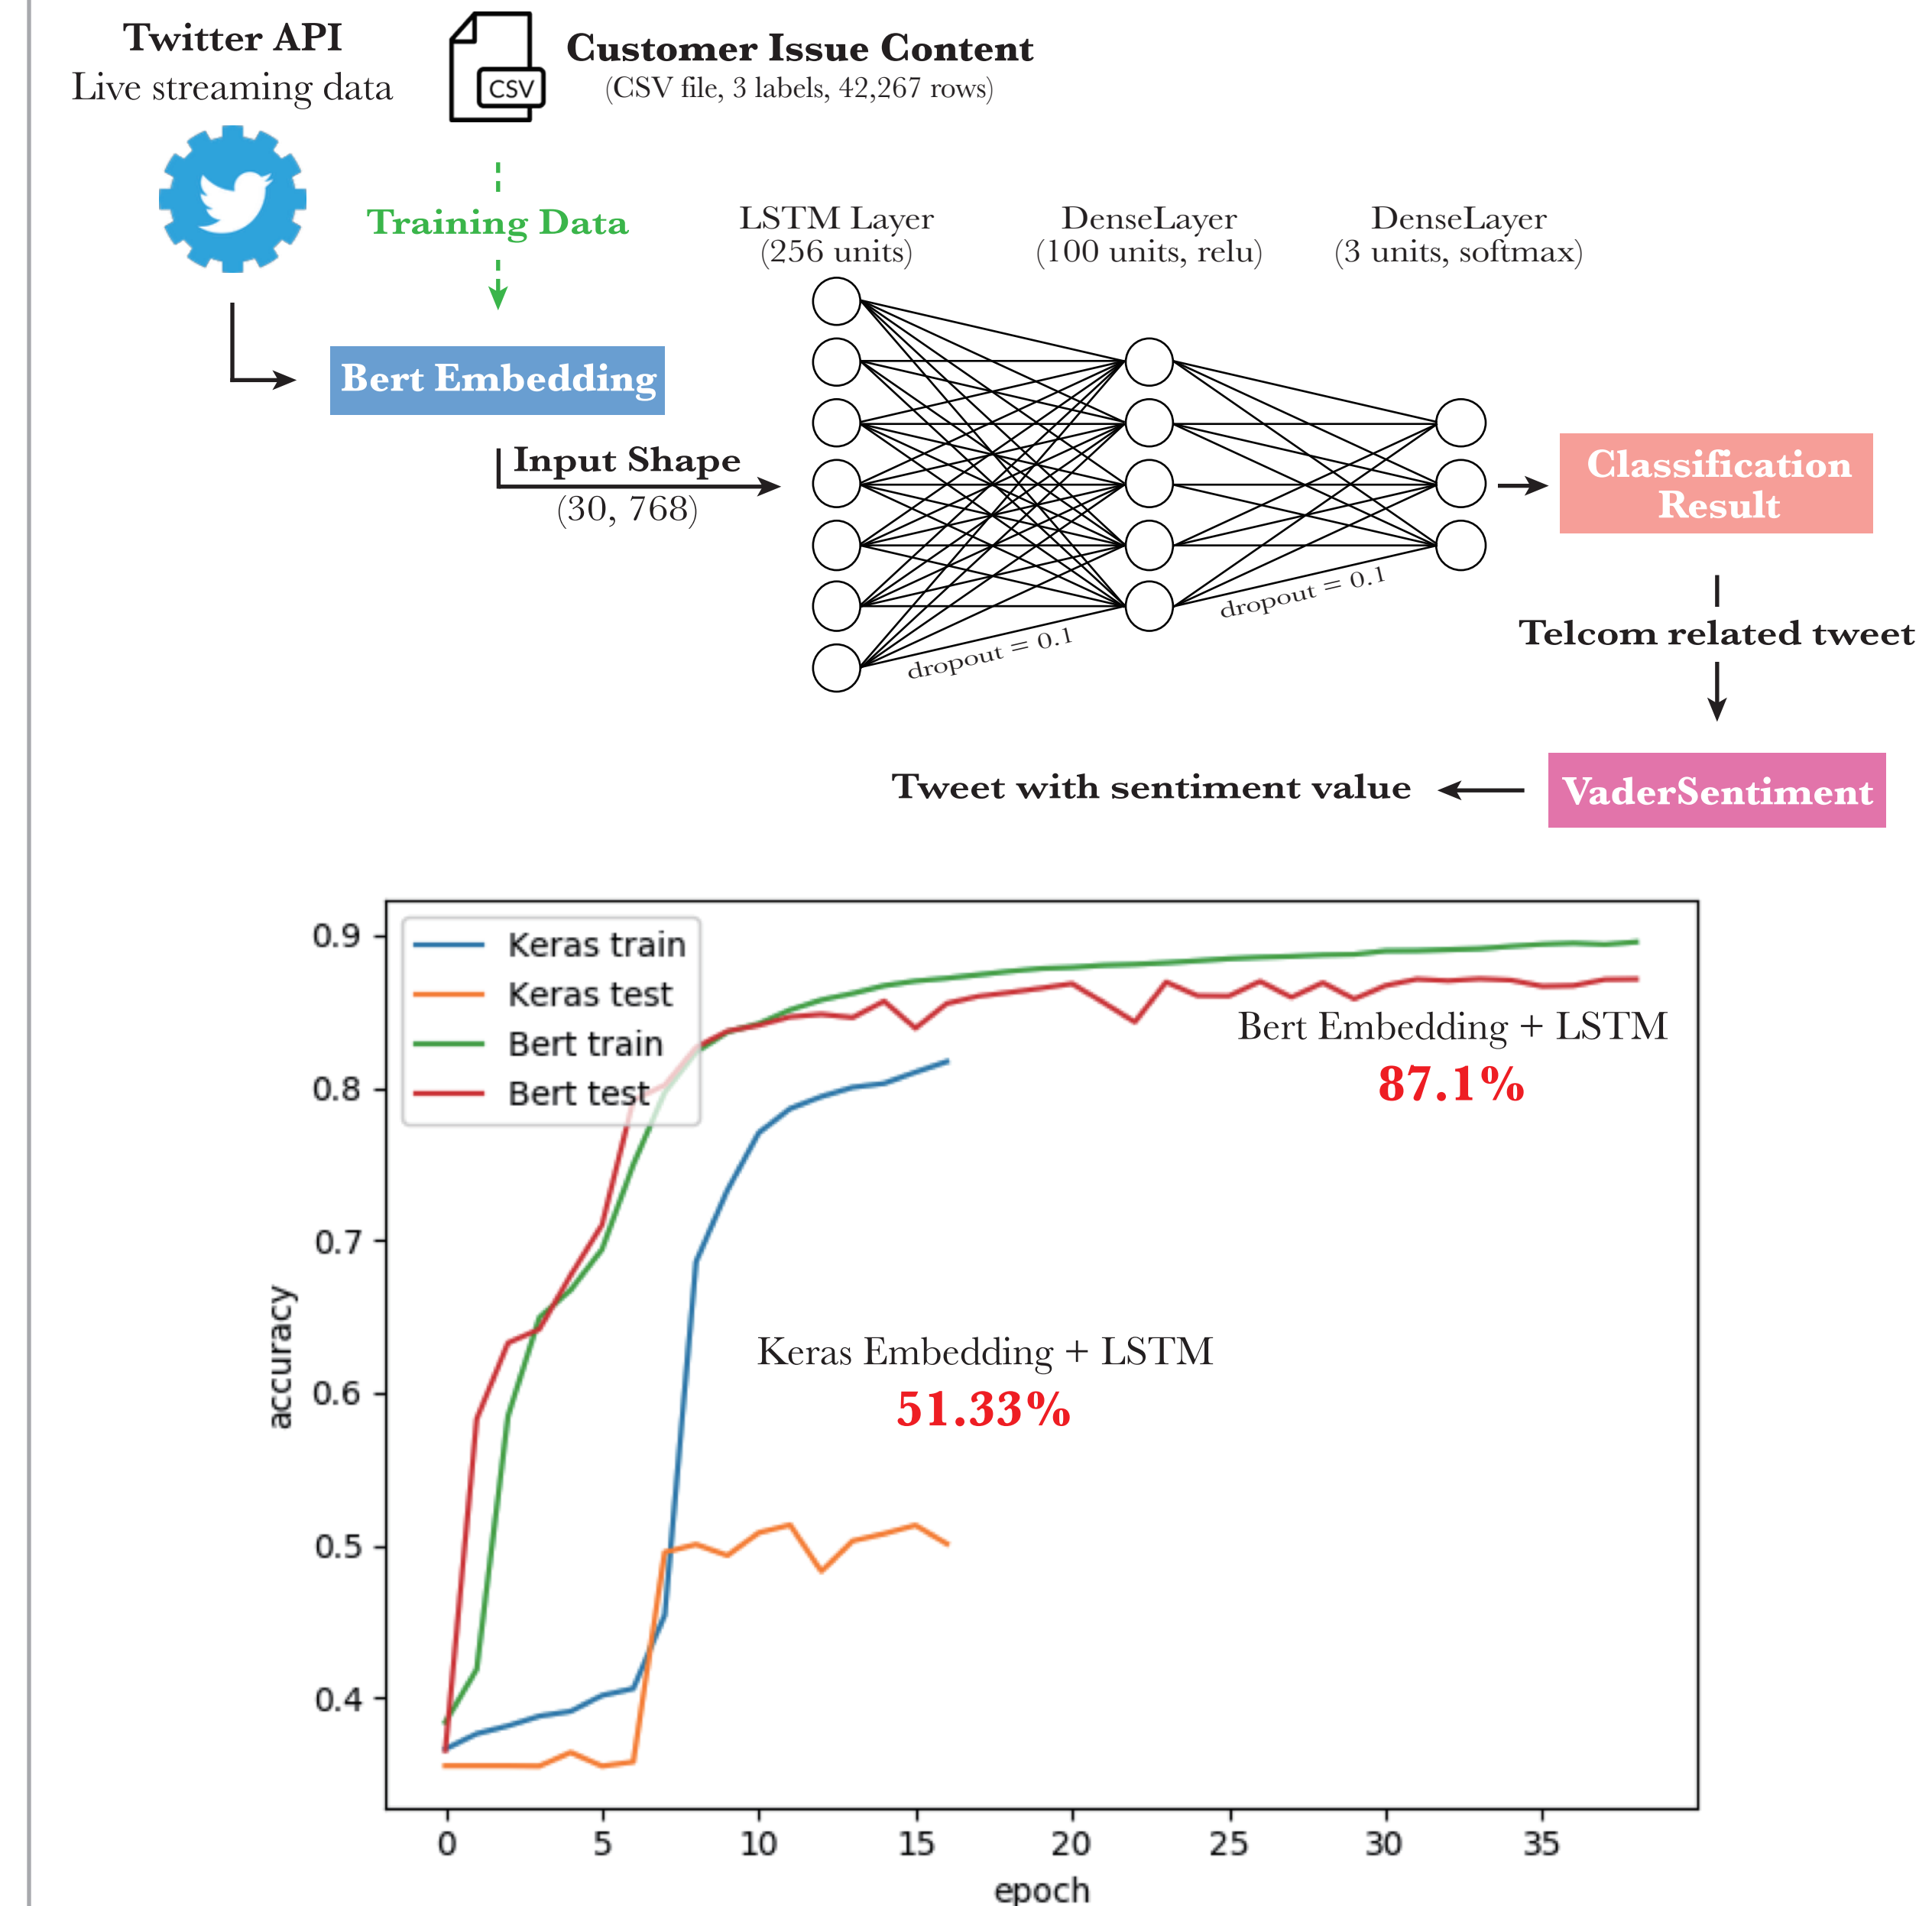 Twitter API
Live streaming data
CSV
Customer Issue Content
(CSV file, 3 labels, 42,267 rows)
Training Data
Bert Embedding
Input Shape
(30, 768)
LSTM Layer
(256 units)
DenseLayer
(100 units, relu)
DenseLayer
(3 units, softmax)
dropout = 0.1
dropout = 0.1
Classification
Result
Telcom related tweet
VaderSentiment
Tweet with sentiment value
Keras train
Keras test
Bert train
Bert test
Bert Embedding + LSTM
87.1%
Keras Embedding + LSTM
51.33%
accuracy
0.9
0.8
0.7
0.6
0.5
0.4
0 5 10 15 20 25 30 35
epoch